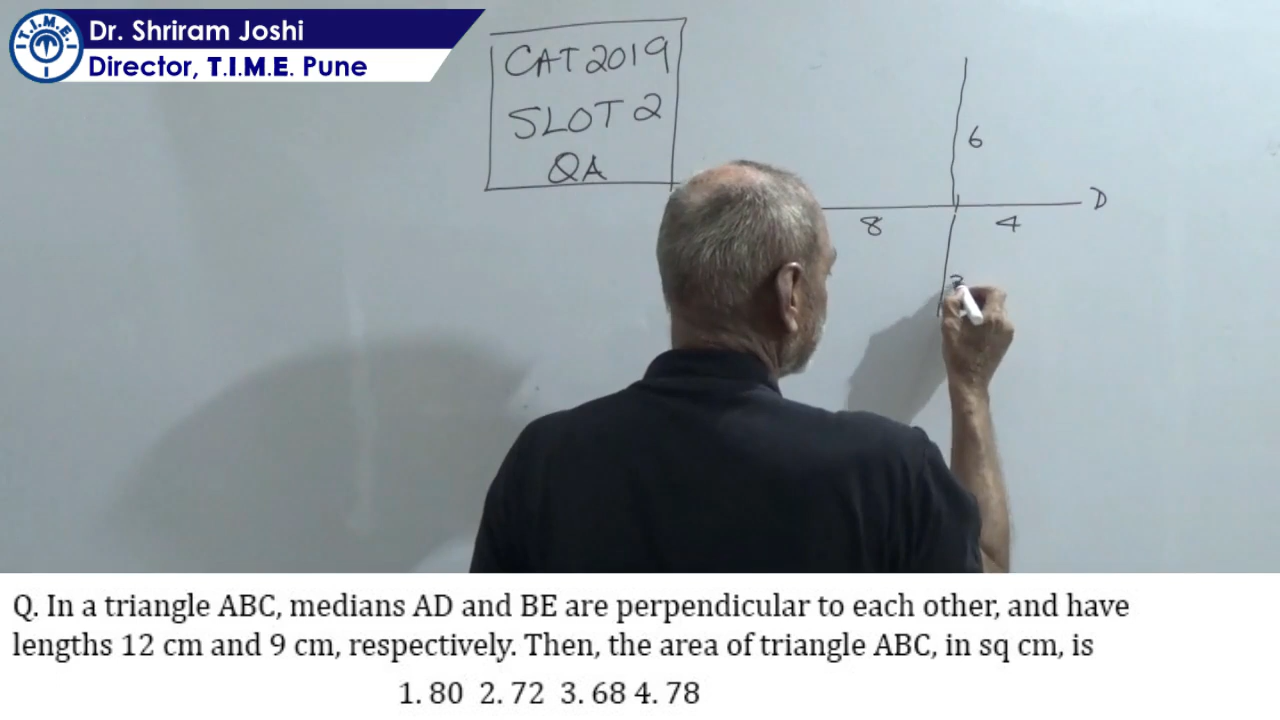 T.I.M.E.
Dr. Shriram Joshi
Director, T.I.M.E. Pune
CAT 2019
SLOT 2
QA
6
D
8
4
Q. In a triangle ABC, medians AD and BE are perpendicular to each other, and have
lengths 12 cm and 9 cm, respectively. Then, the area of triangle ABC, in sq cm, is
1. 80 2. 72 3. 68 4. 78